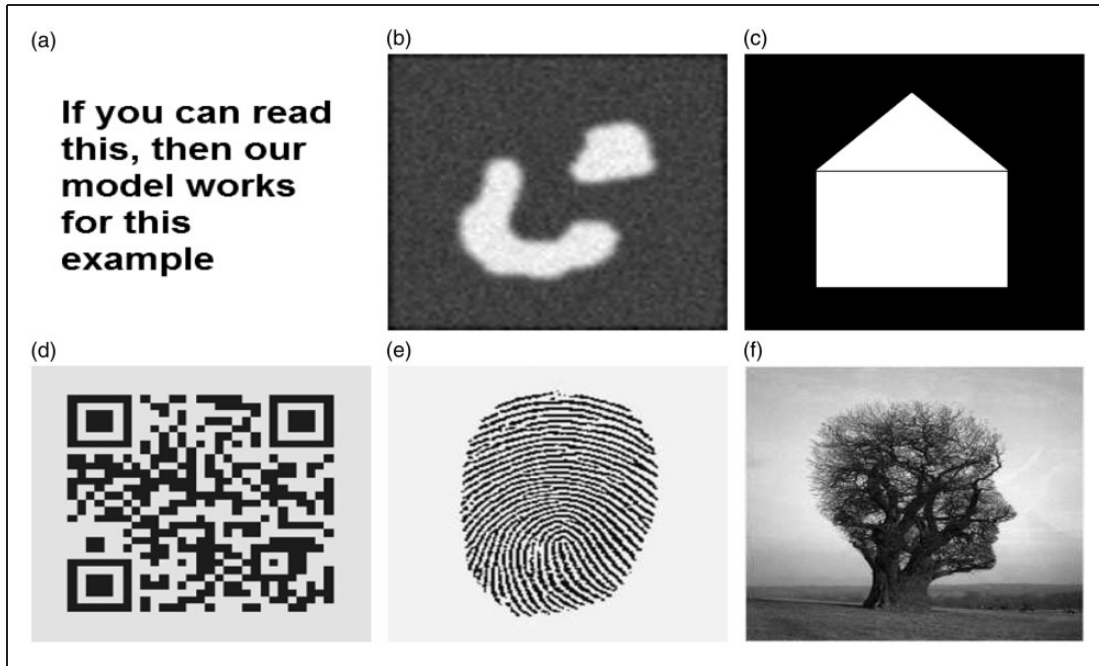 (a)
If you can read
this, then our
model works
for this
example
(b)
(c)
(d)
(e)
(f)